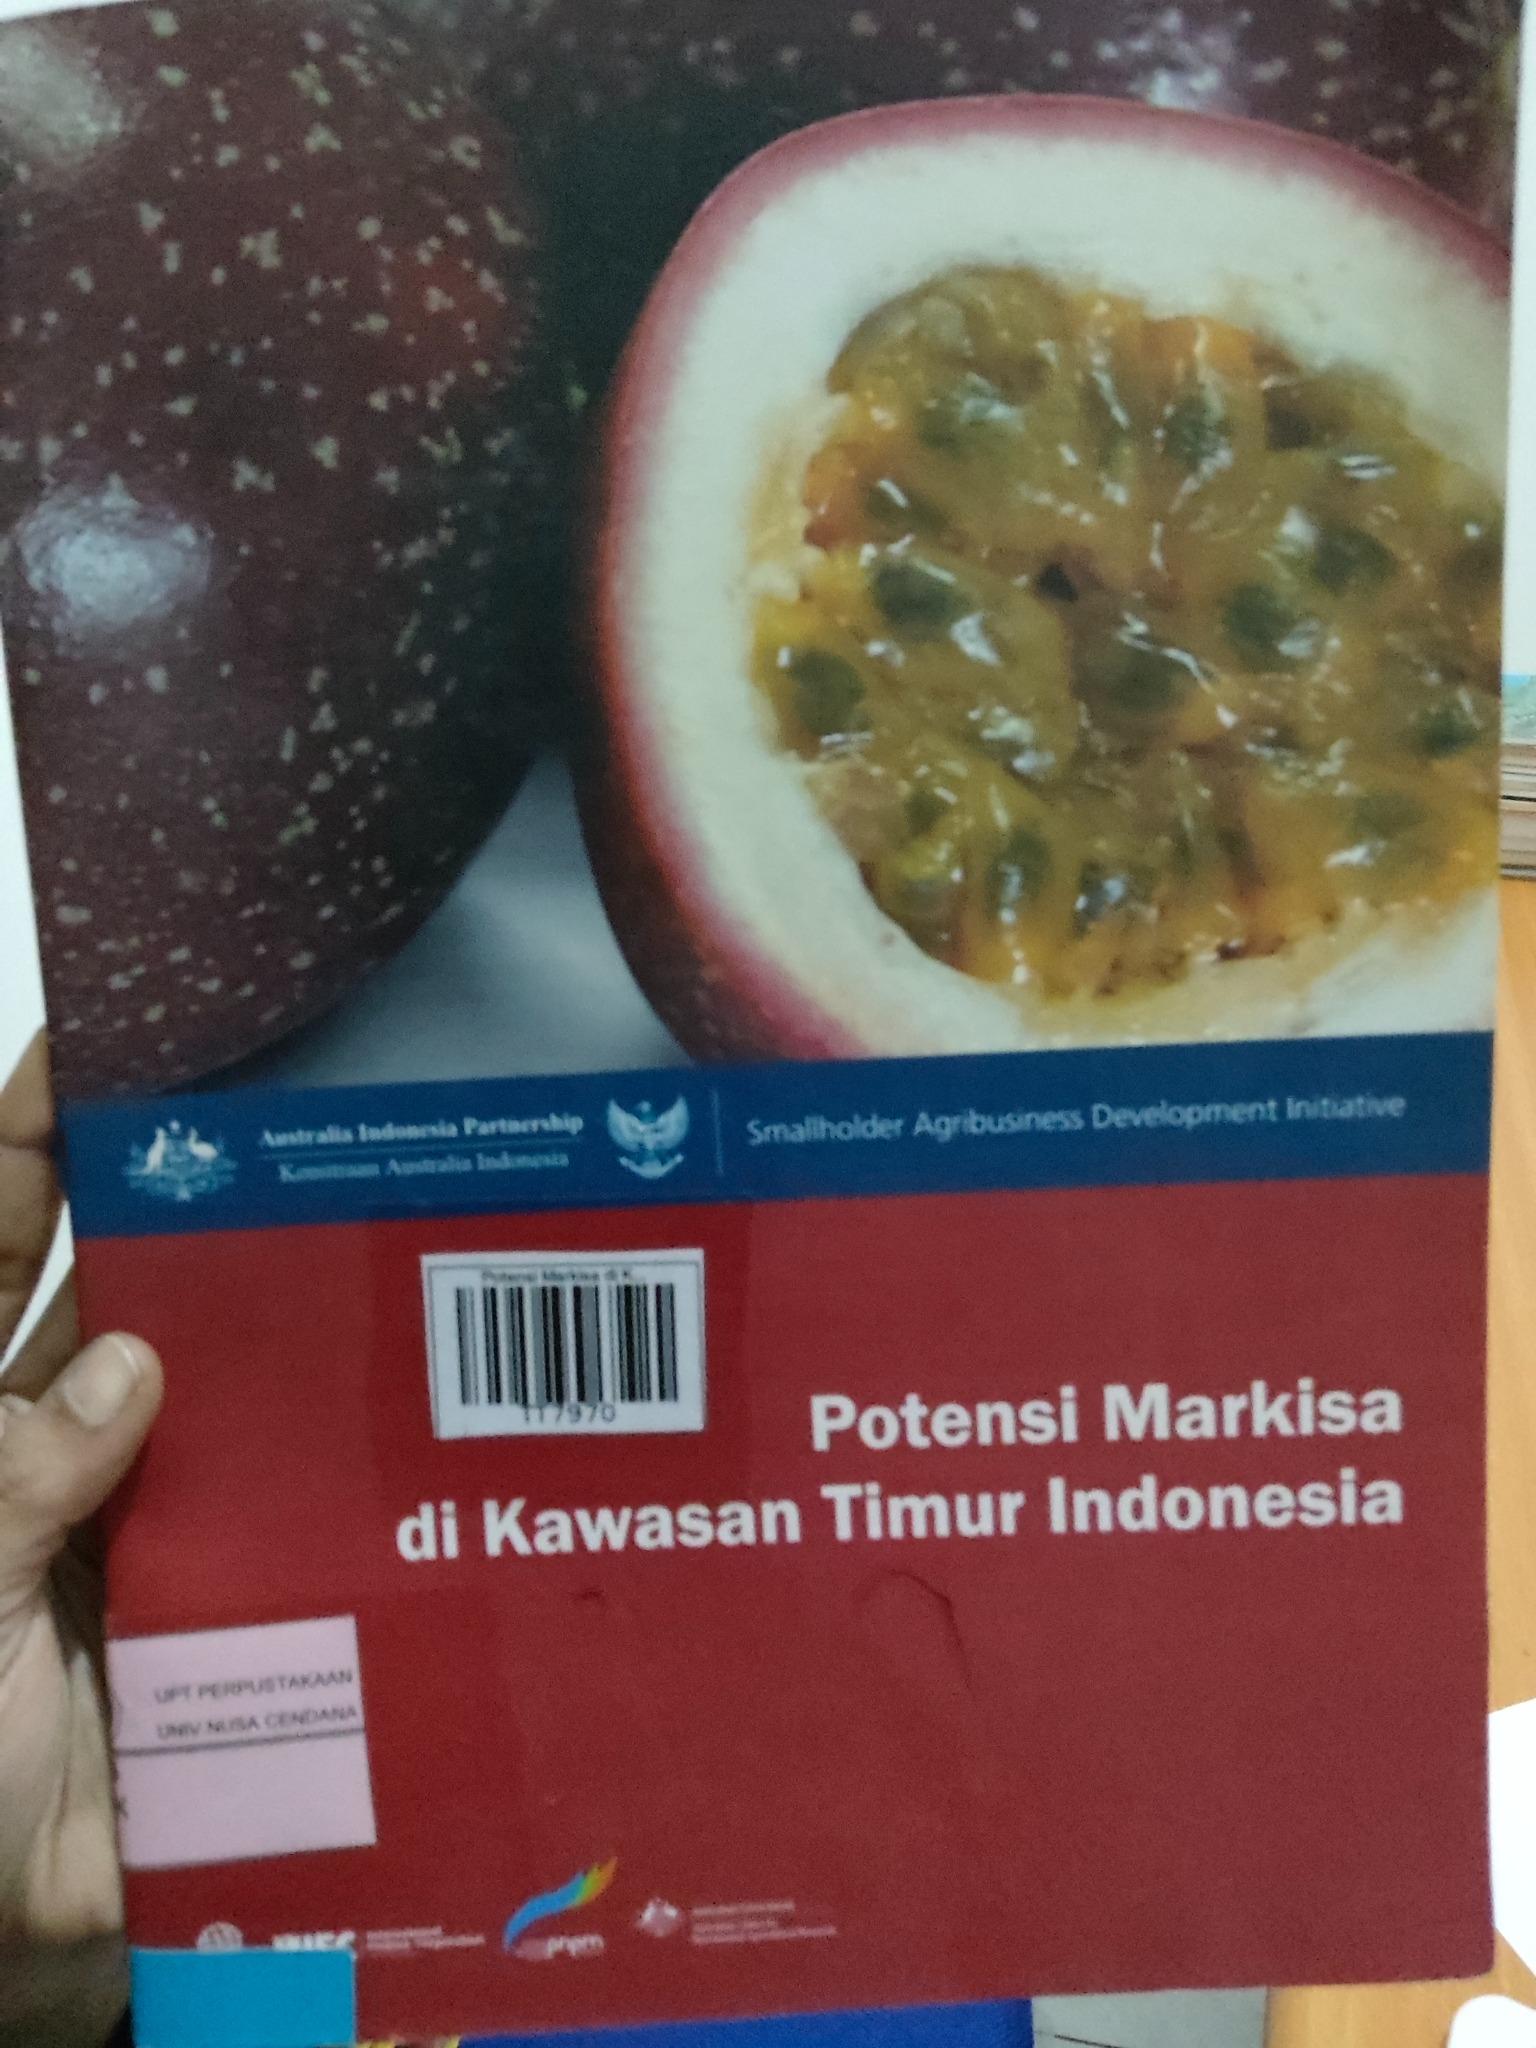 Australia Indonesia Partnership
Kemitraan Australia Indonesia
Smallholder Agribusiness Development Initiative
Potensi Markisa di K...
117970
Potensi Markisa
di Kawasan Timur Indonesia
UPT PERPUSTAKAAN
UNIV.NUSA CENDANA